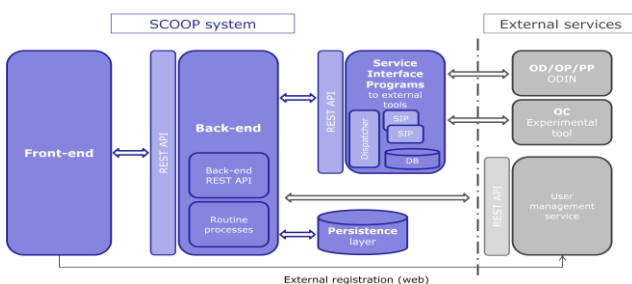 SCOOP system
External services
Front-end
REST API
Back-end
Back-end
REST API
Routine
processes
REST API
Service
Interface
Programs
to external
tools
Dispatcher
SIP
SIP
DB
Persistence
layer
OD/OP/PP
ODIN
OC
Experimental
tool
REST API
User
management
service
External registration (web)